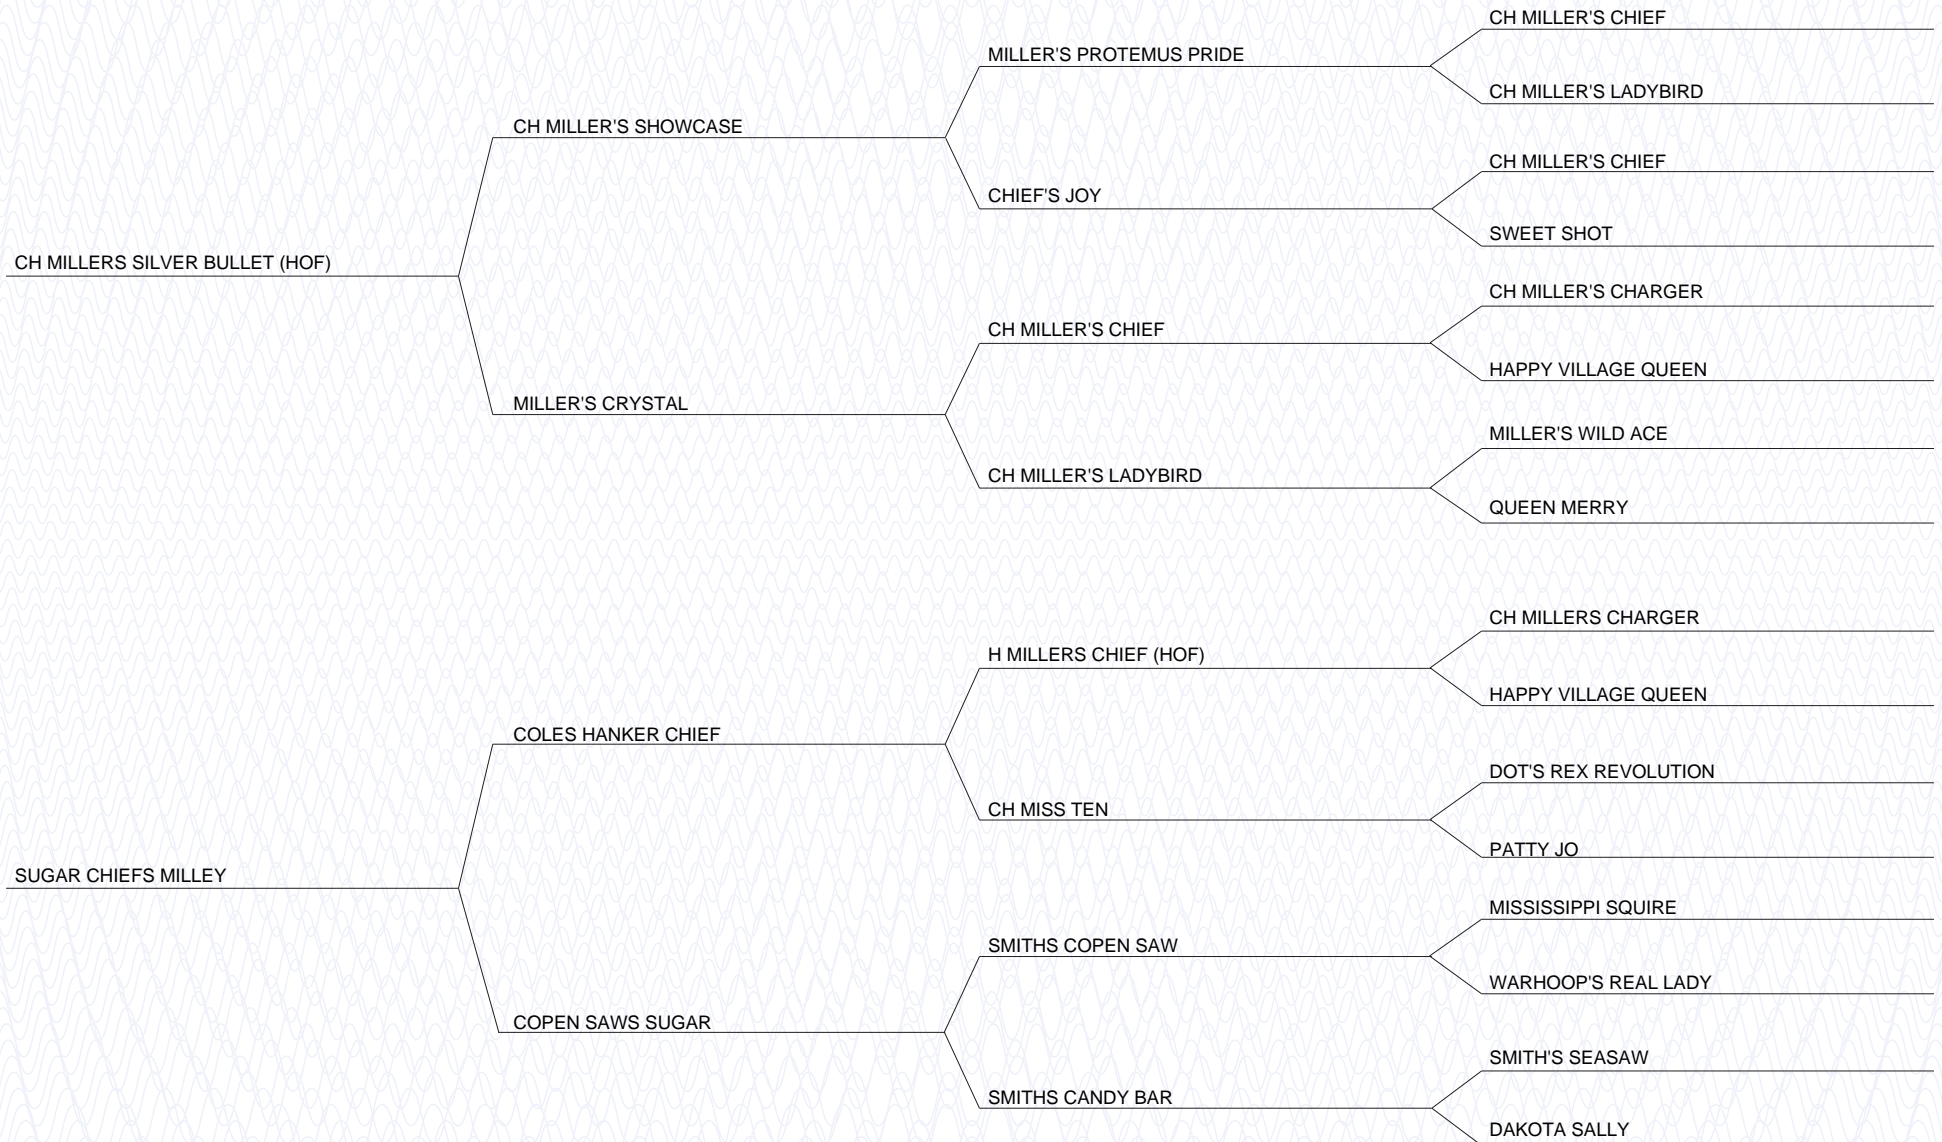 CH MILLER'S CHIEF
MILLER'S PROTEMUS PRIDE
CH MILLER'S LADYBIRD
CH MILLER'S SHOWCASE
CH MILLER'S CHIEF
CHIEF'S JOY
SWEET SHOT
CH MILLERS SILVER BULLET (HOF)
CH MILLER'S CHARGER
CH MILLER'S CHIEF
HAPPY VILLAGE QUEEN
MILLER'S CRYSTAL
MILLER'S WILD ACE
CH MILLER'S LADYBIRD
QUEEN MERRY
CH MILLERS CHARGER
H MILLERS CHIEF (HOF)
HAPPY VILLAGE QUEEN
COLES HANKER CHIEF
DOT'S REX REVOLUTION
CH MISS TEN
PATTY JO
SUGAR CHIEFS MILLEY
MISSISSIPPI SQUIRE
SMITHS COPEN SAW
WARHOOP'S REAL LADY
COPEN SAWS SUGAR
SMITH'S SEASAW
SMITHS CANDY BAR
DAKOTA SALLY